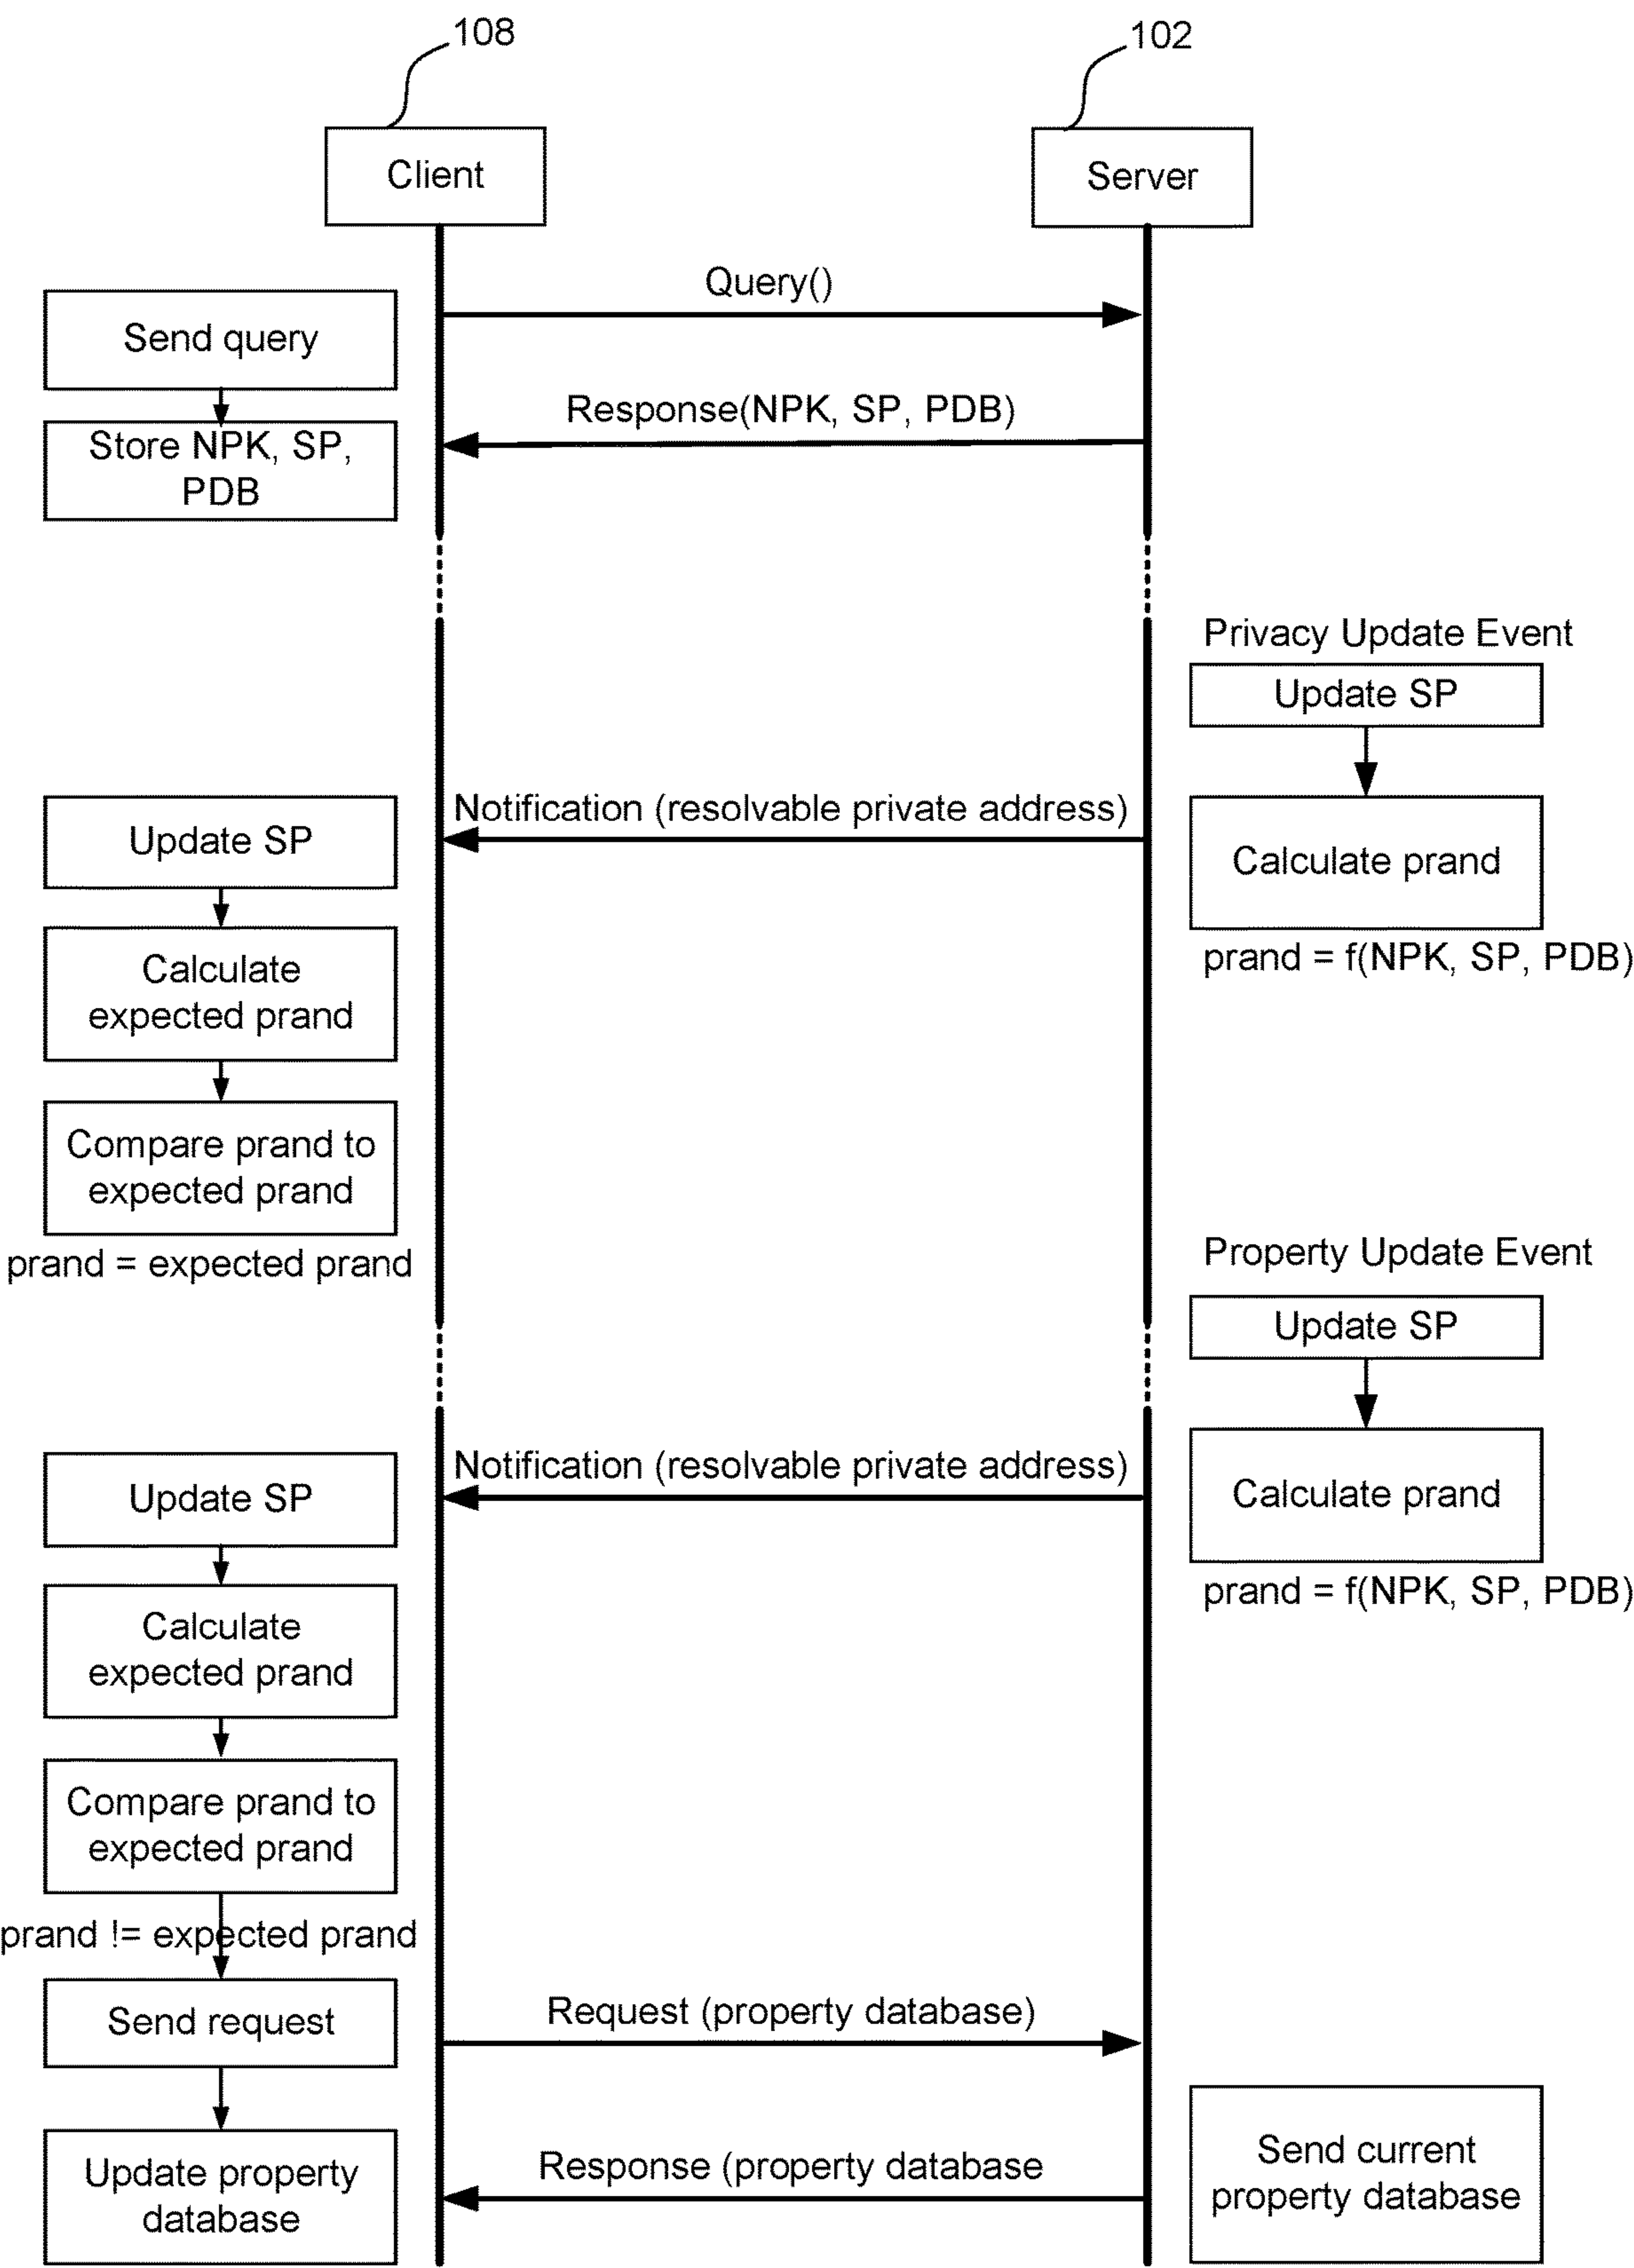 108
102
Client
Server
Query()
Send query
Response(NPK, SP, PDB)
Store NPK, SP,
PDB
Privacy Update Event
Update SP
Notification (resolvable private address)
Update SP
Calculate prand
prand = f(NPK, SP, PDB)
Calculate
expected prand
Compare prand to
expected prand
prand = expected prand
Property Update Event
Update SP
Notification (resolvable private address)
Update SP
Calculate prand
prand = f(NPK, SP, PDB)
Calculate
expected prand
Compare prand to
expected prand
prand != expected prand
Send request
Request (property database)
Response (property database
Update property
database
Send current
property database